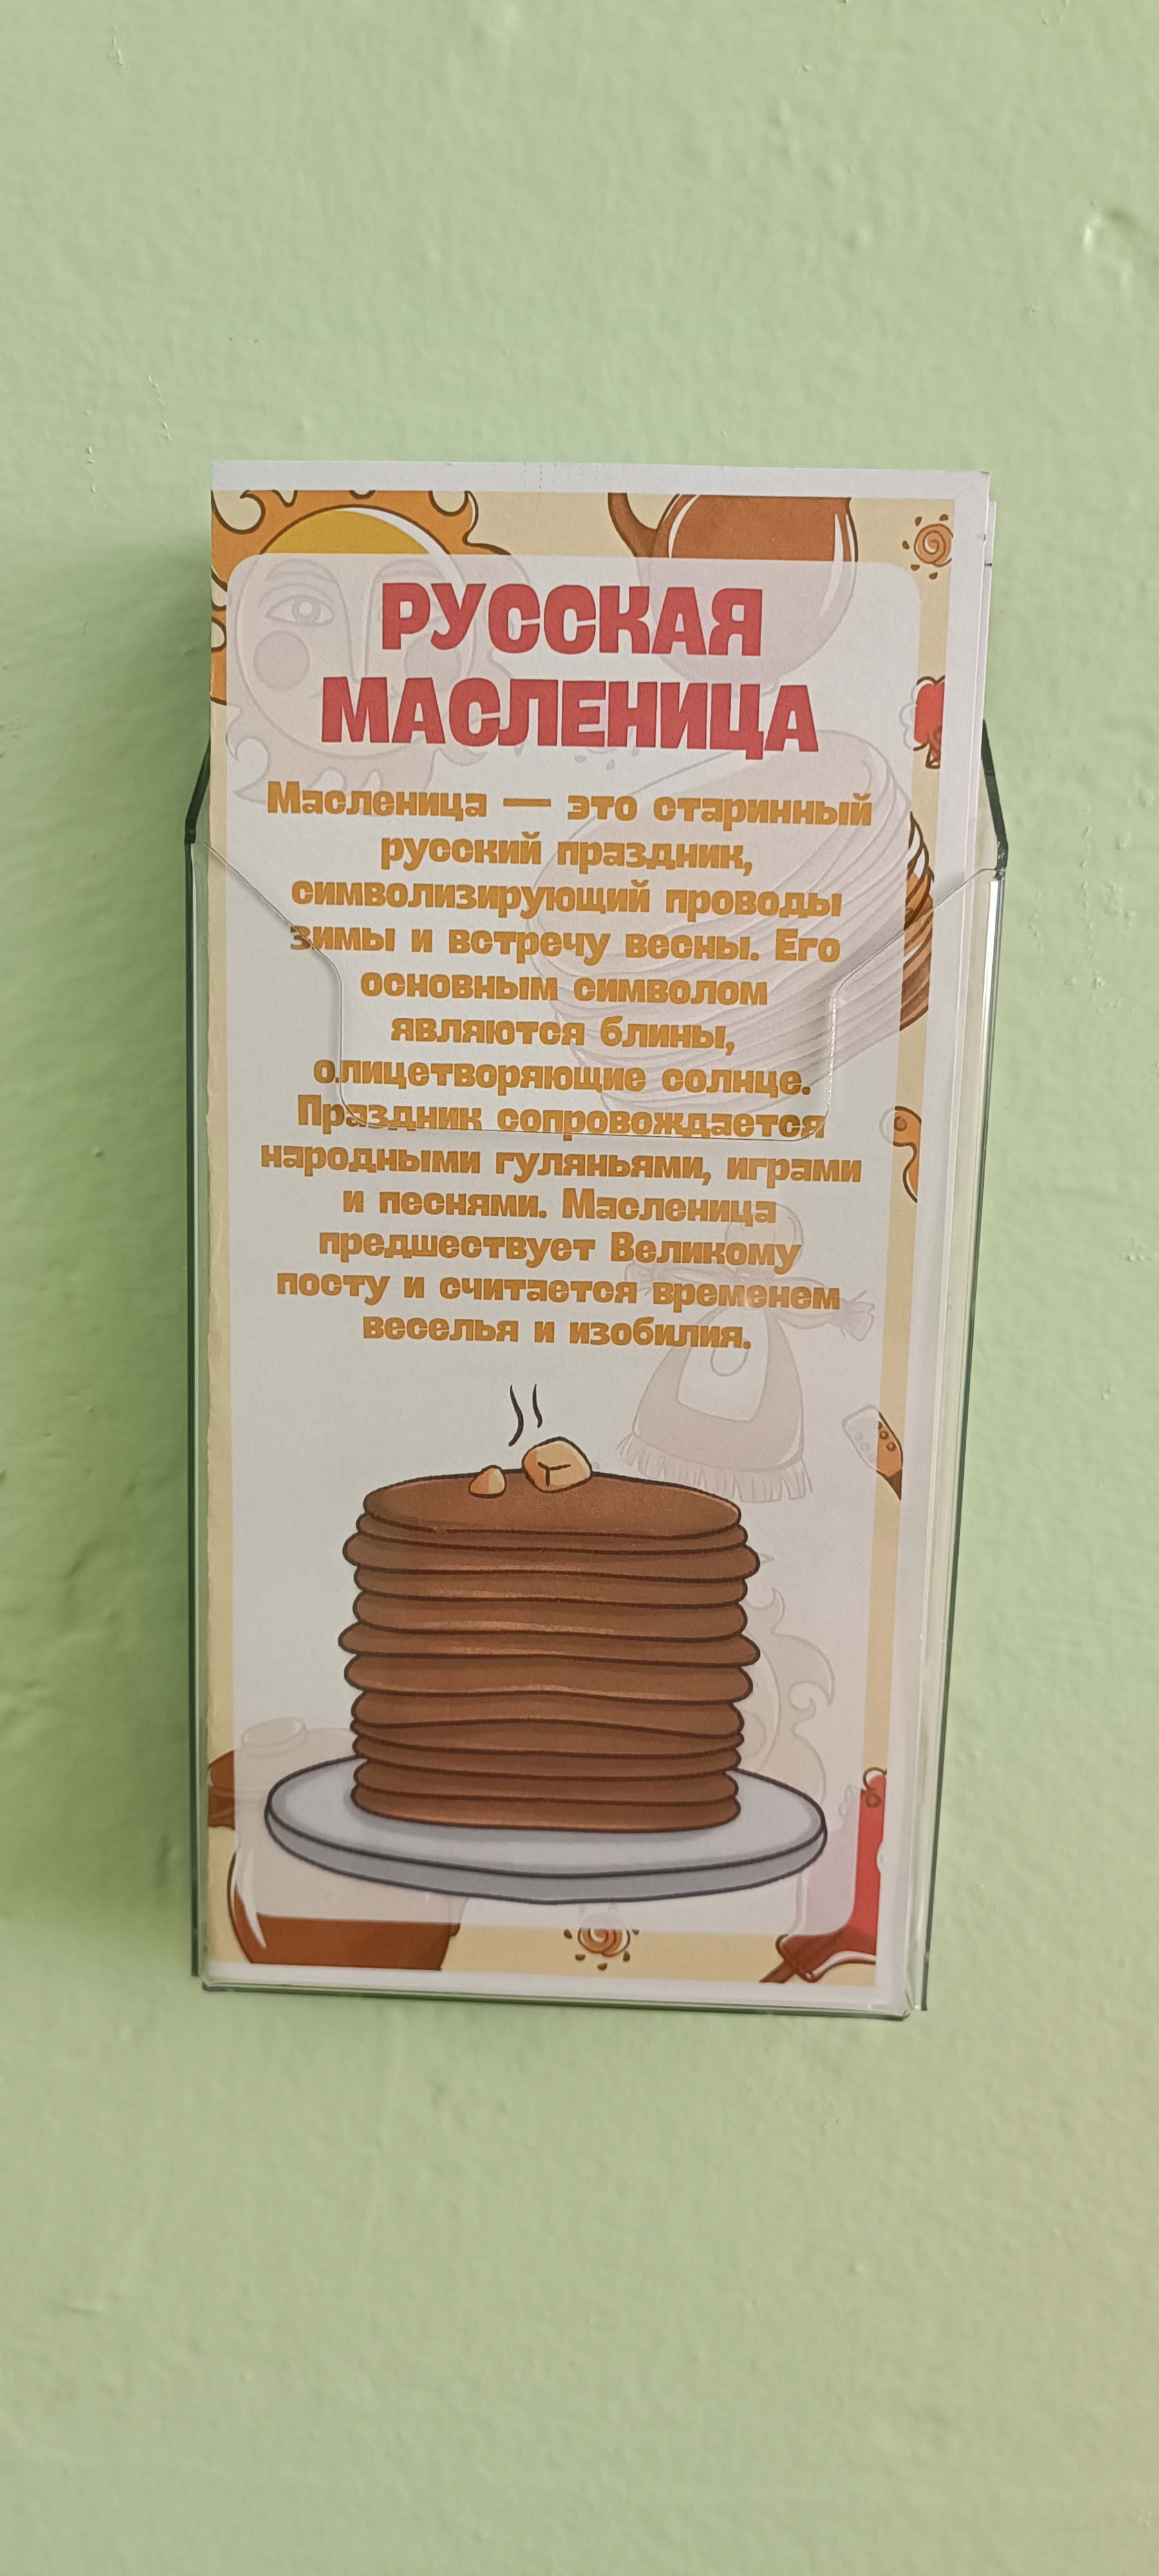 РУССКАЯ
МАСЛЕНИЦА
Масленица — это старинный
русский праздник,
символизирующий проводы
зимы и встречу весны. Его
основным символом
являются блины,
олицетворяющие солнце.
Праздник сопровождается
народными гуляньями, играми
и песнями. Масленица
предшествует Великому
посту и считается временем
веселья и изобилия.